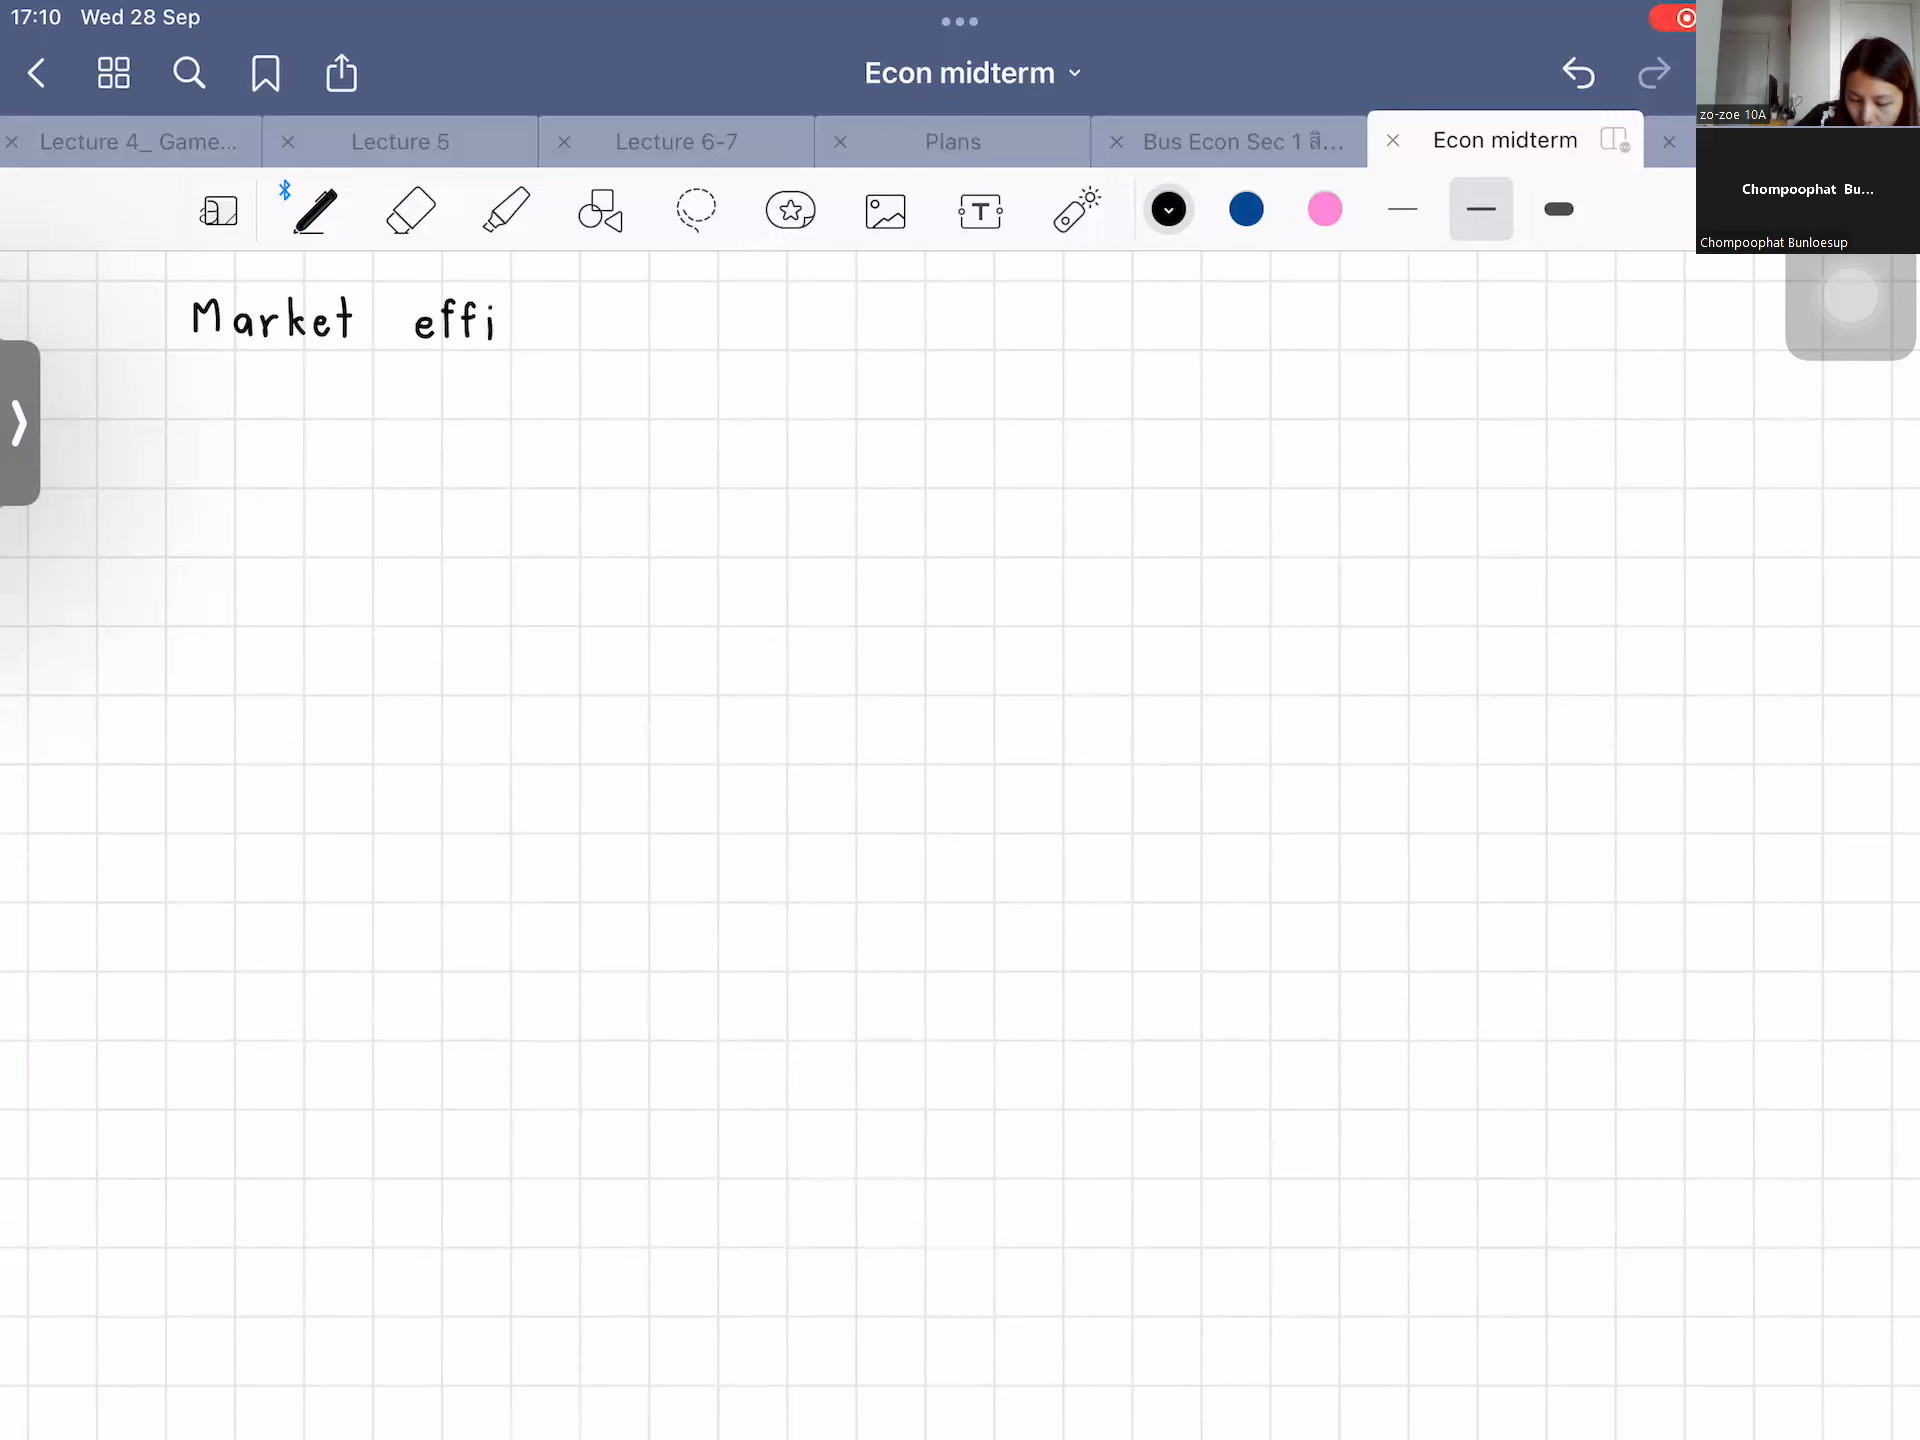 17:10 Wed 28 Sep
Econ midterm
zo-zoe 10A
Lecture 4_ Game...
Lecture 5
Lecture 6-7
Plans
Bus Econ Sec 1 สิ...
Econ midterm
Chompoophat Bu...
Chompoophat Bunloesup
Market effi